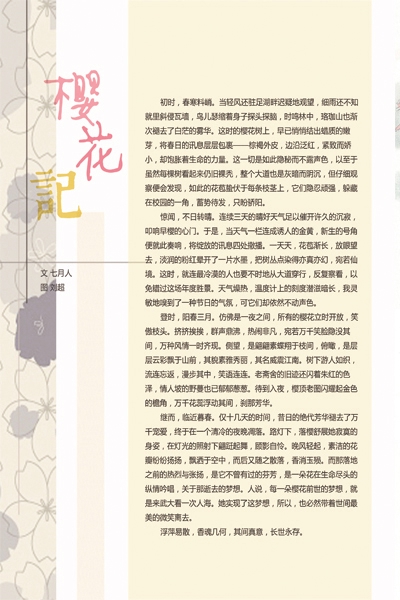 樱花記
文 七月人
图 刘超
初时，春寒料峭。当轻风还驻足湖畔迟疑地观望，细雨还不知
就里斜侵瓦墙，鸟儿瑟缩着身子探头探脑，时鸣林中，珞珈山也渐
次褪去了白茫的雾华。这时的樱花树上，早已悄悄结出蜡质的嫩
芽，将春日的讯息层层包裹——惊褐外皮，边沿泛红，紧致而娇
小，却饱胀着生命的力量。这一切是如此隐秘而不露声色，以至于
虽然每棵树看起来仍旧裸秃，整个大道也是灰暗而阴沉，但仔细观
察便会发现，如此的花苞蛰伏于每条枝茎上，它们隐忍顽强，躲藏
在校园的一角，蓄势待发，只盼骄阳。
惊闻，不日转晴。连续三天的晴好天气足以催开许久的沉寂，
叩响早樱的心门。于是，当天气一栏连成诱人的金黄，新生的号角
便就此奏响，将绽放的讯息四处撒播。一天天，花苞渐长，放眼望
去，淡润的粉红晕开了一片水墨，把树丛点染得亦真亦幻，宛若仙
境。这时，就连最冷漠的人也要不时地从大道穿行，反复察看，以
免错过这场年度胜景。天气燥热，温度计上的刻度潜滋暗长，我灵
敏地嗅到了一种节日的气氛，可它们却依然不动声色。
登时，阳春三月。仿佛是一夜之间，所有的樱花立时开放，笑
傲枝头。挤挤挨挨，群声鼎沸，热闹非凡，宛若万千笑脸隐没其
间，万种风情一时齐现。侧望，是翩翩素蝶翔于枝间，俯瞰，是层
层云彩飘于山前，其貌素雅秀丽，其名威震江南。树下游人如织，
流连忘返，漫步其中，笑语连连。老斋舍的旧迹还闪着朱红的色
泽，情人坡的野蔓也已郁郁葱葱。待到入夜，樱顶老图闪耀起金色
的檐角，万千花蕊浮动其间，刹那芳华。
继而，临近暮春。仅十几天的时间，昔日的绝代芳华褪去了万
千宠爱，终于在一个清冷的夜晚凋落。路灯下，落樱舒展她寂寞的
身姿，在灯光的照射下翩跹起舞，顾影自怜。晚风轻起，素洁的花
瓣纷纷扬扬，飘洒于空中，而后又随之散落，香消玉殒。而那落地
之前的热烈与张扬，是它不曾有过的芬芳，是一朵花在生命尽头的
纵情吟唱，关于那逝去的梦想。人说，每一朵樱花前世的梦想，就
是来武大看一次人海。她实现了这梦想，所以，也必然带着世间最
美的微笑离去。
浮萍易散，香魂几何，其间真意，长世永存。